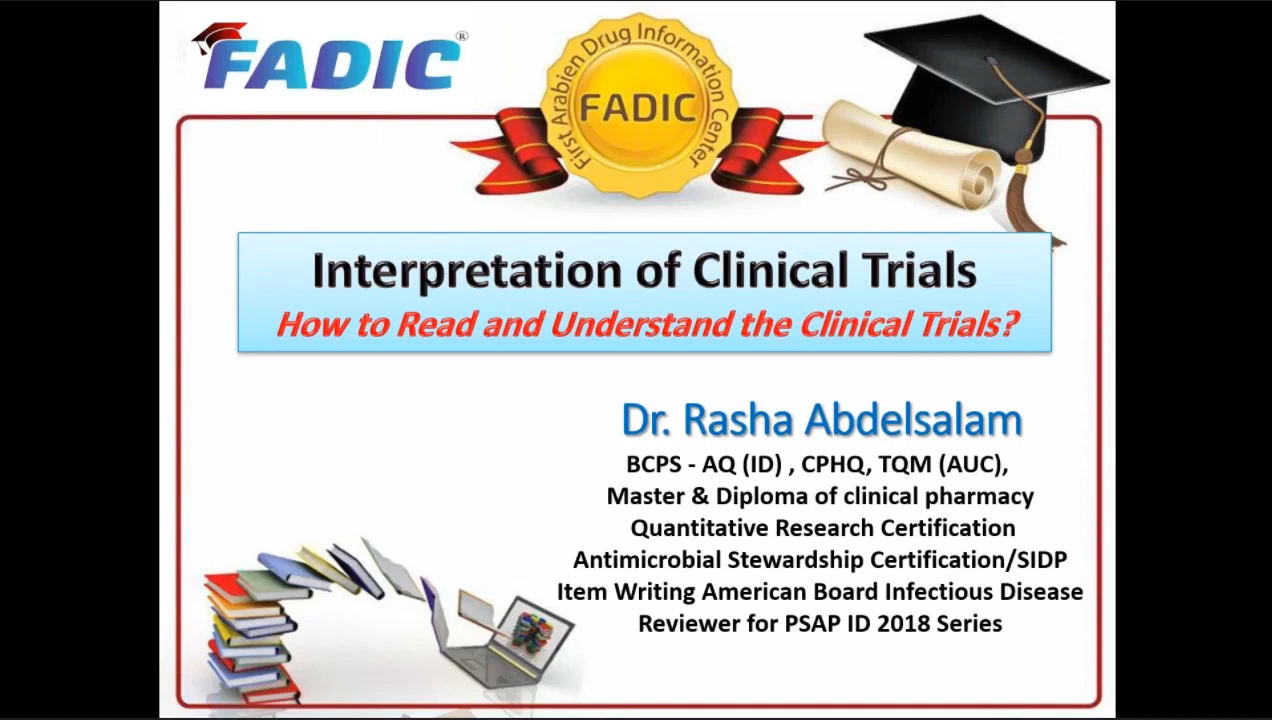 FADIC®
First Arabien Drug Information Center
FADIC
Interpretation of Clinical Trials
How to Read and Understand the Clinical Trials?
Dr. Rasha Abdelsalam
BCPS - AQ (ID) , CPHQ, TQM (AUC),
Master & Diploma of clinical pharmacy
Quantitative Research Certification
Antimicrobial Stewardship Certification/SIDP
Item Writing American Board Infectious Disease
Reviewer for PSAP ID 2018 Series